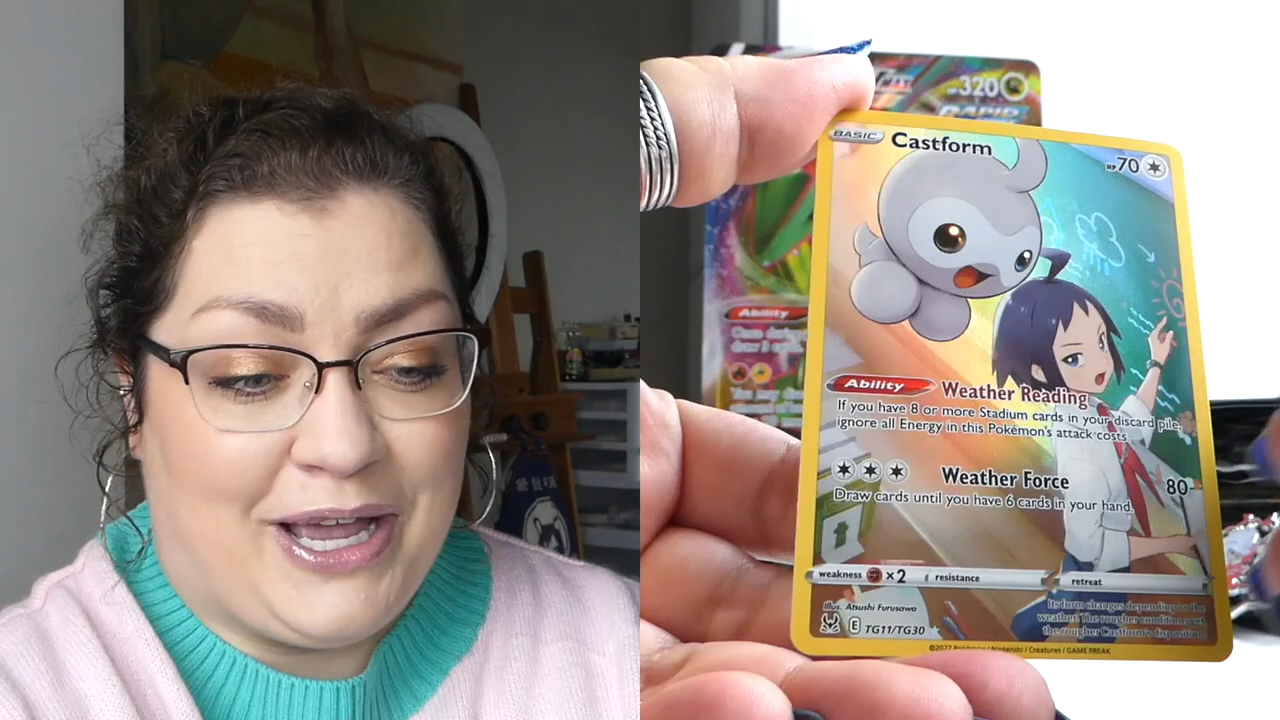 320
RAPID
Ability
BASIC Castform HP 70
Ability Weather Reading
If you have 8 or more Stadium cards in your discard pile,
ignore all Energy in this Pokémon's attack costs.
Weather Force 80
Draw cards until you have 6 cards in your hand.
weakness ×2 resistance retreat
Illus. Atsushi Furusawa
E TG11/TG30
Its form changes depending on the
weather. The rougher conditions get,
the rougher Castform's disposition
©2022 Pokémon / Nintendo / Creatures / GAME FREAK